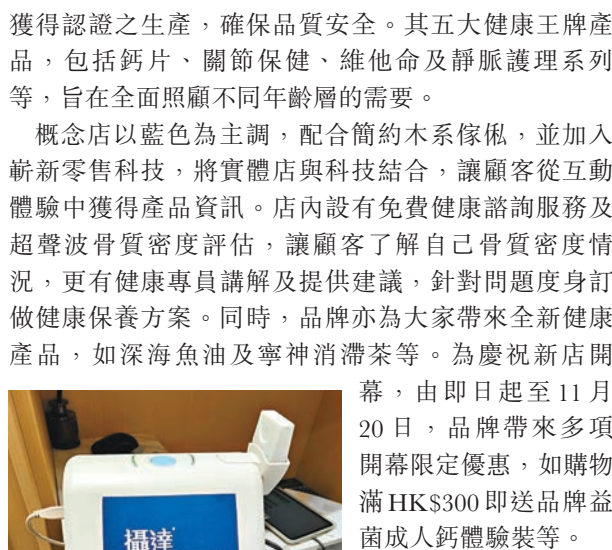 獲得認證之生產，確保品質安全。其五大健康王牌產
品，包括鈣片、關節保健、維他命及靜脈護理系列
等，旨在全面照顧不同年齡層的需要。
概念店以藍色為主調，配合簡約木系傢俬，並加入
嶄新零售科技，將實體店與科技結合，讓顧客從互動
體驗中獲得產品資訊。店內設有免費健康諮詢服務及
超聲波骨質密度評估，讓顧客了解自己骨質密度情
況，更有健康專員講解及提供建議，針對問題度身訂
做健康保養方案。同時，品牌亦為大家帶來全新健康
產品，如深海魚油及寧神消滯茶等。為慶祝新店開
幕，由即日起至 11 月
20 日，品牌帶來多項
開幕限定優惠，如購物
滿 HK$300 即送品牌益
菌成人鈣體驗裝等。
攝達